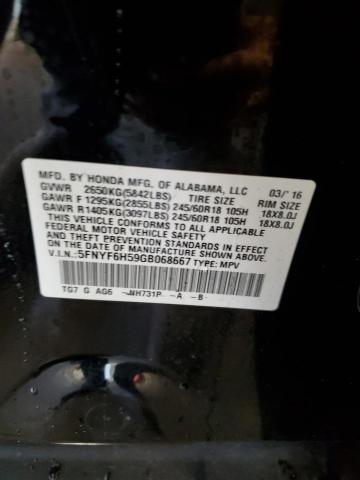 MFD. BY HONDA MFG. OF ALABAMA, LLC 03/'16
GVWR 2650KG(5842LBS) TIRE SIZE RIM SIZE
GAWR F 1295KG(2855LBS) 245/60R18 105H 18X8.0J
GAWR R 1405KG(3097LBS) 245/60R18 105H 18X8.0J
THIS VEHICLE CONFORMS TO ALL APPLICABLE
FEDERAL MOTOR VEHICLE SAFETY AND THEFT
PREVENTION STANDARDS IN EFFECT ON THE
DATE OF MANUFACTURE SHOWN ABOVE.
V.I.N.: 5FNYF6H59GB068667 TYPE: MPV
TG7 G AG6 -NH731P -A -B